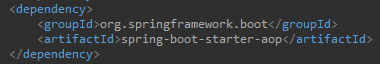 <dependency>
<groupId>org.springframework.boot</groupId>
<artifactId>spring-boot-starter-aop</artifactId>
</dependency>